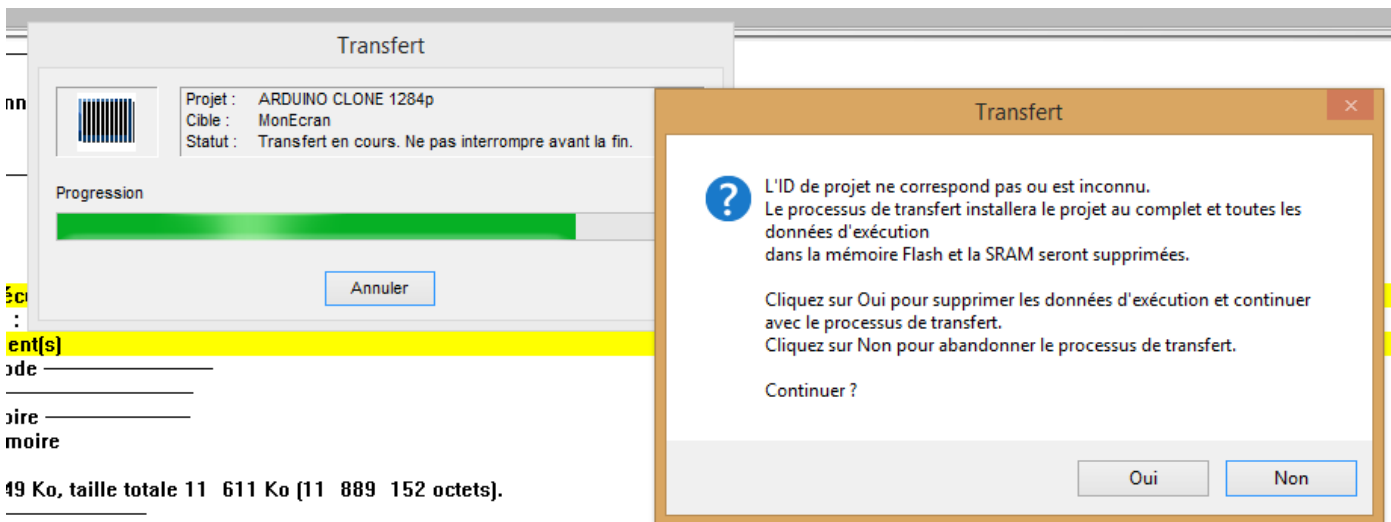 Transfert
Projet : ARDUINO CLONE 1284p
Cible : MonEcran
Statut : Transfert en cours. Ne pas interrompre avant la fin.
Progression
Annuler
Transfert
L'ID de projet ne correspond pas ou est inconnu.
Le processus de transfert installera le projet au complet et toutes les
données d'exécution
dans la mémoire Flash et la SRAM seront supprimées.
Cliquez sur Oui pour supprimer les données d'exécution et continuer
avec le processus de transfert.
Cliquez sur Non pour abandonner le processus de transfert.
Continuer ?
Oui
Non
nn
écu
:
ent(s)
ode
oire
moire
49 Ko, taille totale 11 611 Ko (11 889 152 octets).